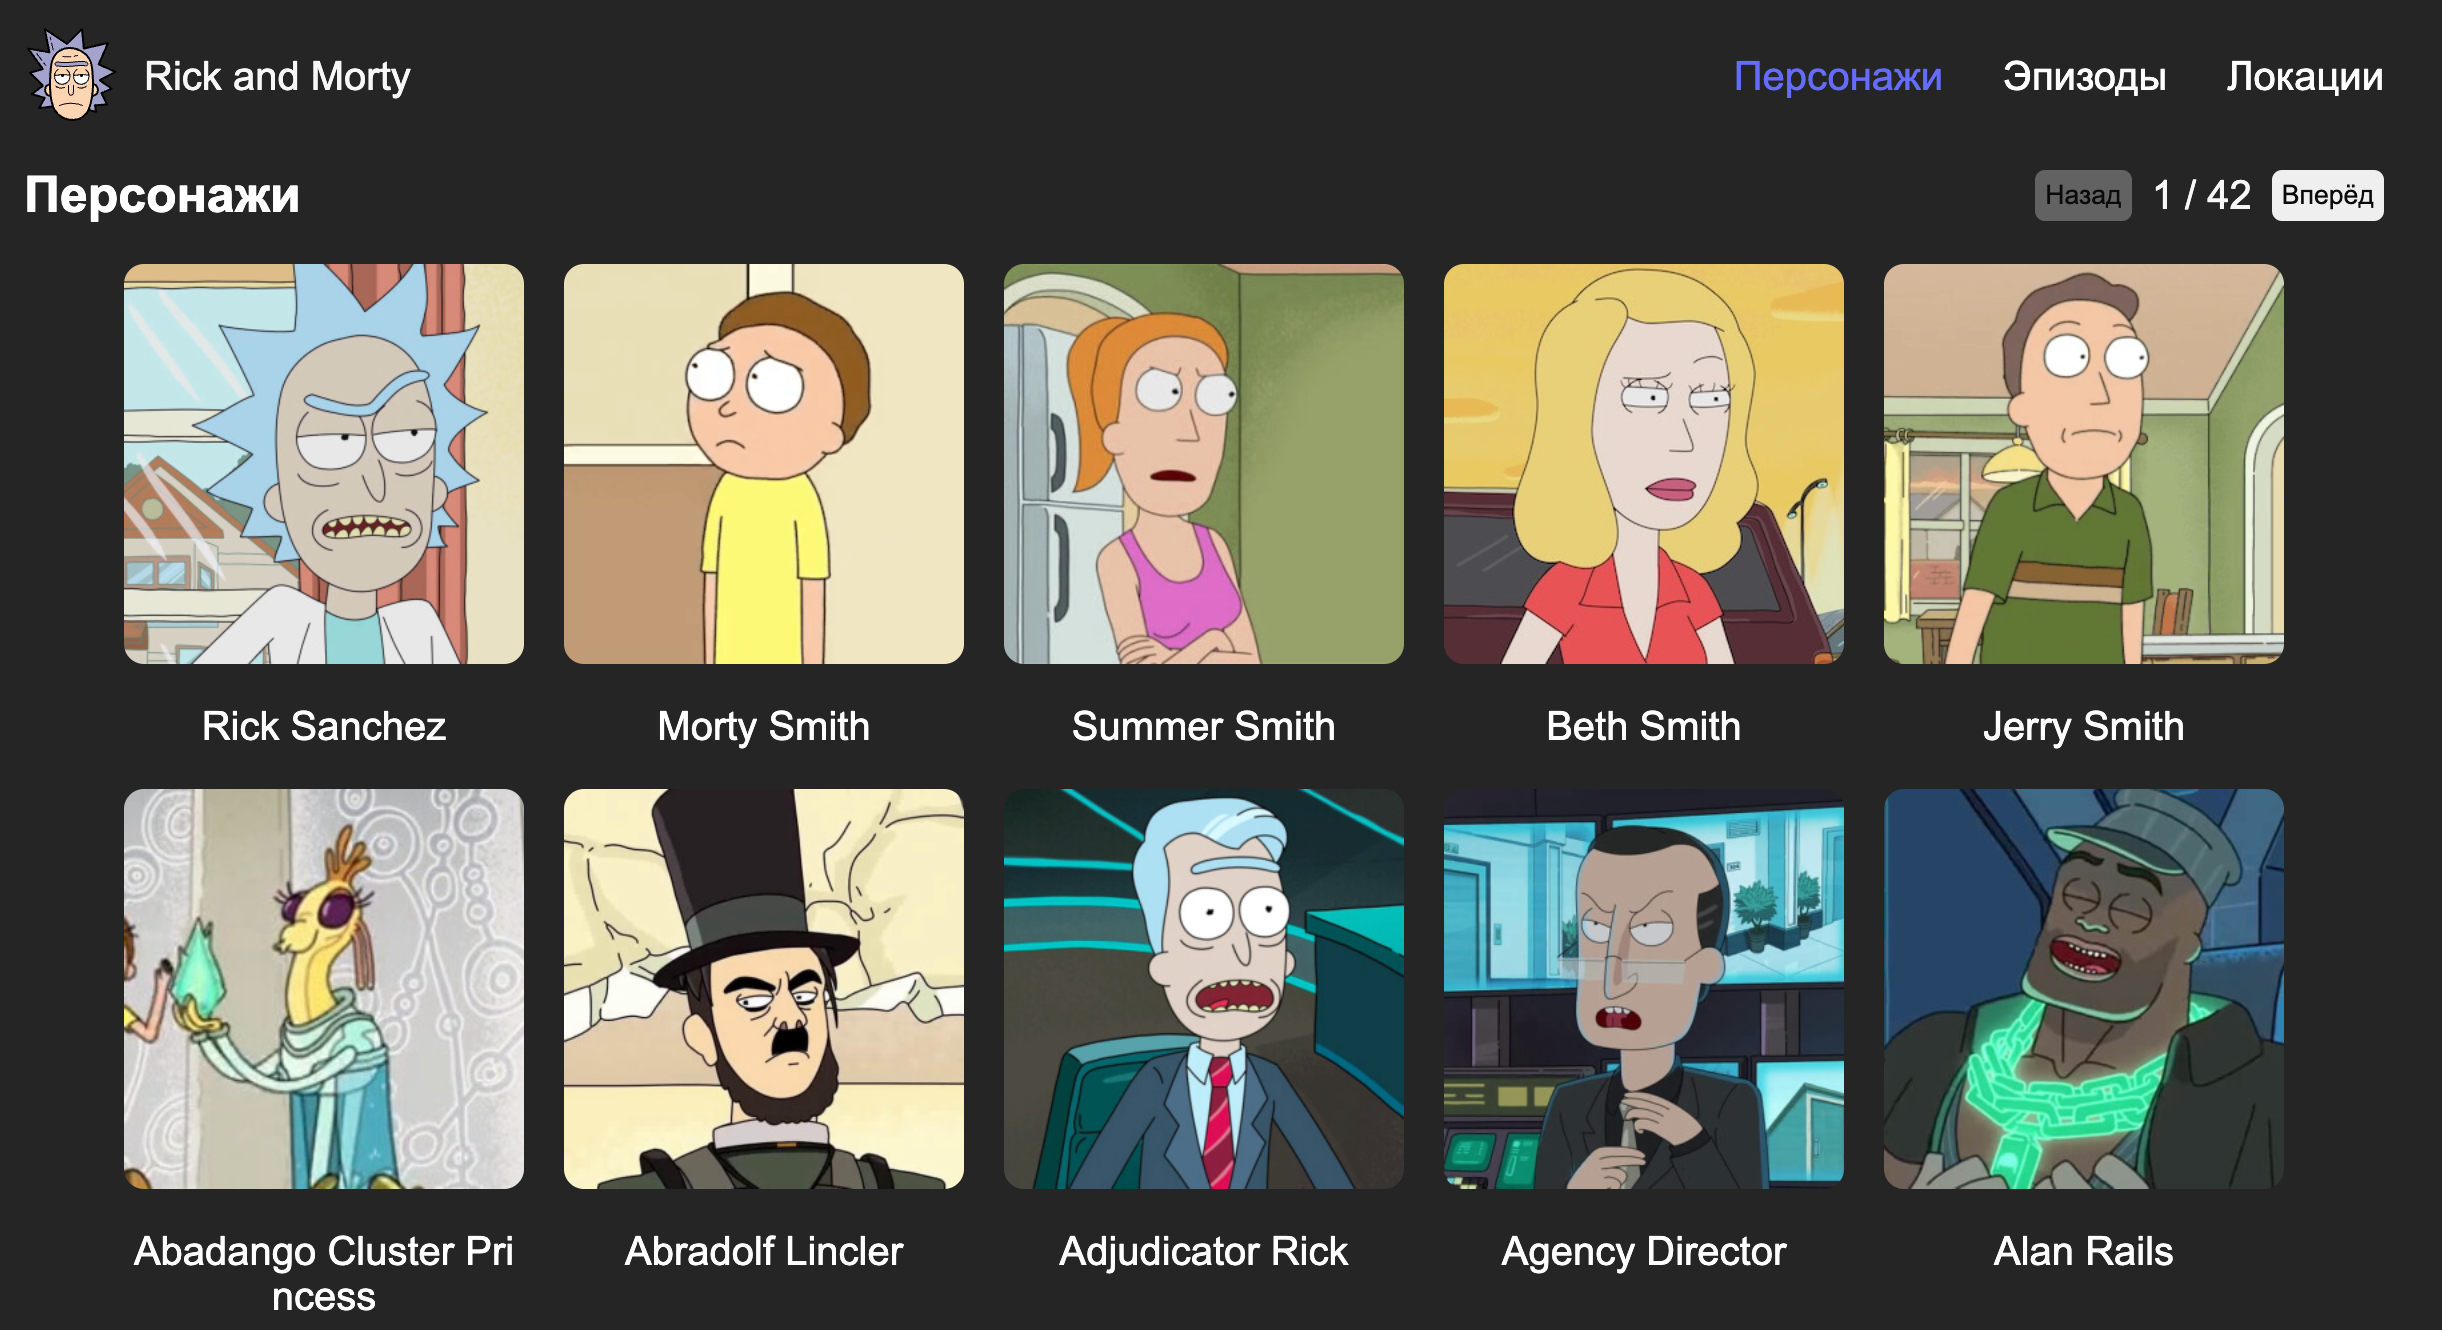 Rick and Morty
Персонажи Эпизоды Локации
Персонажи
Назад 1 / 42 Вперёд
Rick Sanchez
Morty Smith
Summer Smith
Beth Smith
Jerry Smith
Abadango Cluster Pri
ncess
Abradolf Lincler
Adjudicator Rick
Agency Director
Alan Rails